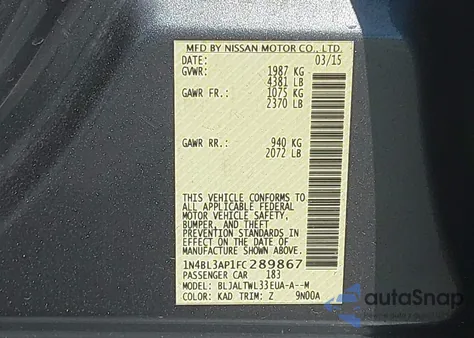 MFD BY NISSAN MOTOR CO., LTD.
DATE: 03/15
GVWR: 1987 KG
4381 LB
GAWR FR.: 1075 KG
2370 LB
GAWR RR.: 940 KG
2072 LB
THIS VEHICLE CONFORMS TO
ALL APPLICABLE FEDERAL
MOTOR VEHICLE SAFETY,
BUMPER, AND THEFT
PREVENTION STANDARDS IN
EFFECT ON THE DATE OF
MANUFACTURE SHOWN ABOVE.
1N4BL3AP1FC289867
PASSENGER CAR 183
MODEL: BLJALTWL33EUA-A--M
COLOR: KAD TRIM: Z 9N00A
autoSnap